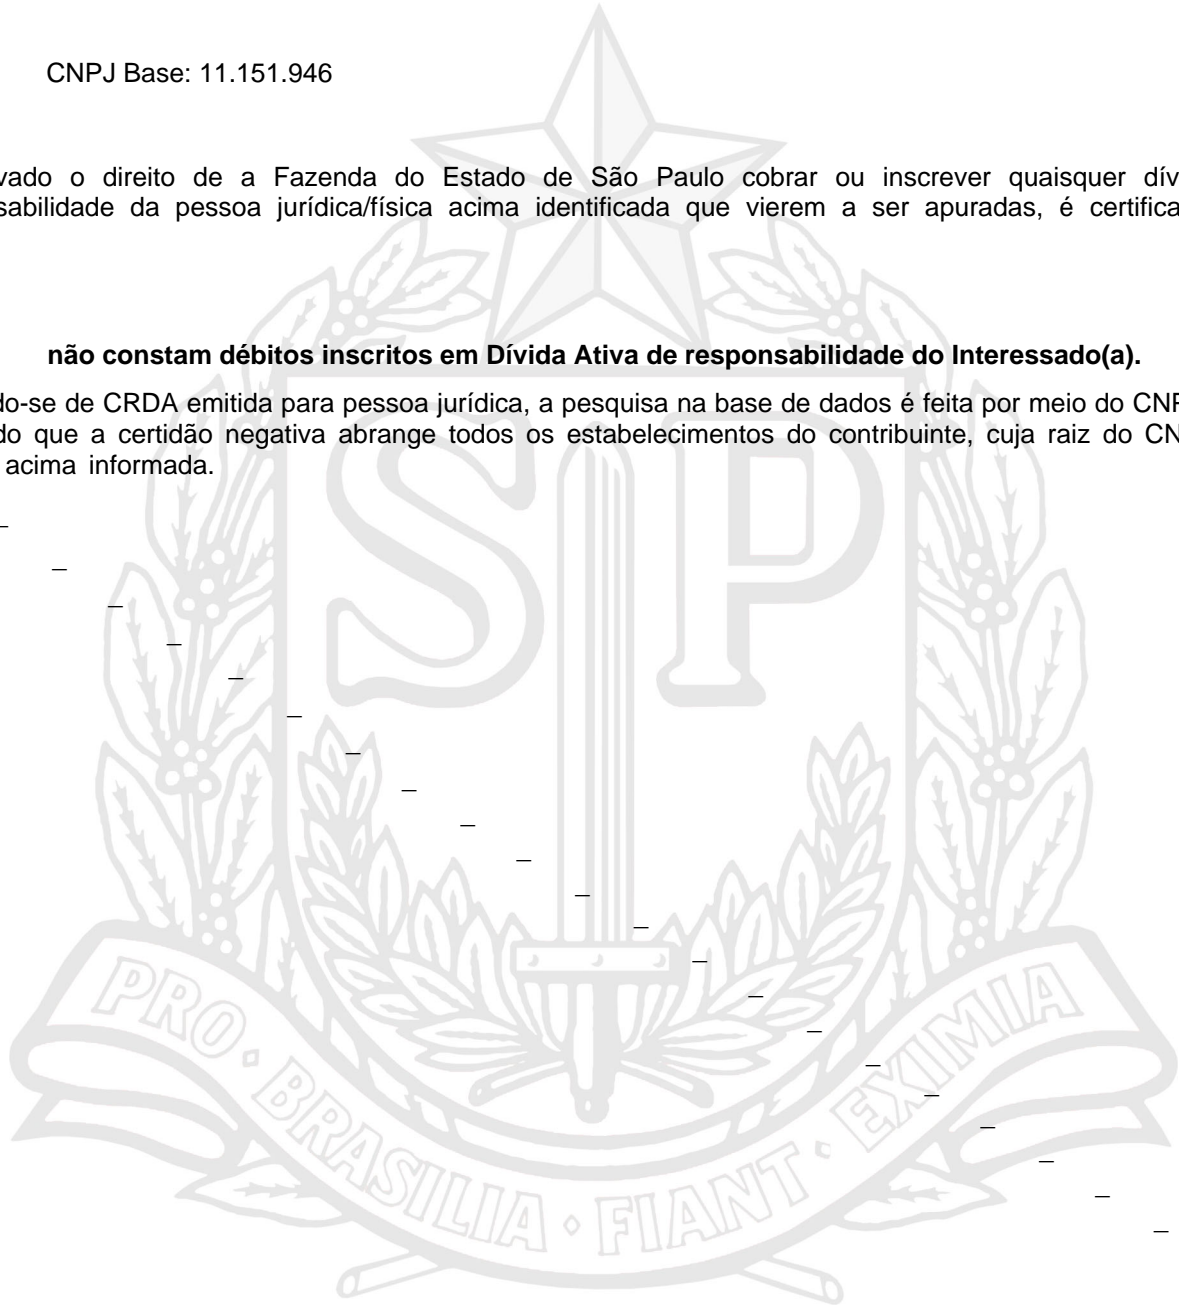 CNPJ Base: 11.151.946
vado o direito de a Fazenda do Estado de São Paulo cobrar ou inscrever quaisquer dív
sabilidade da pessoa jurídica/física acima identificada que vierem a ser apuradas, é certifica
não constam débitos inscritos em Dívida Ativa de responsabilidade do Interessado(a).
do-se de CRDA emitida para pessoa jurídica, a pesquisa na base de dados é feita por meio do CNP
do que a certidão negativa abrange todos os estabelecimentos do contribuinte, cuja raiz do CN
acima informada.
SP
PRO • BRASILIA • FIANT • EXIMIA